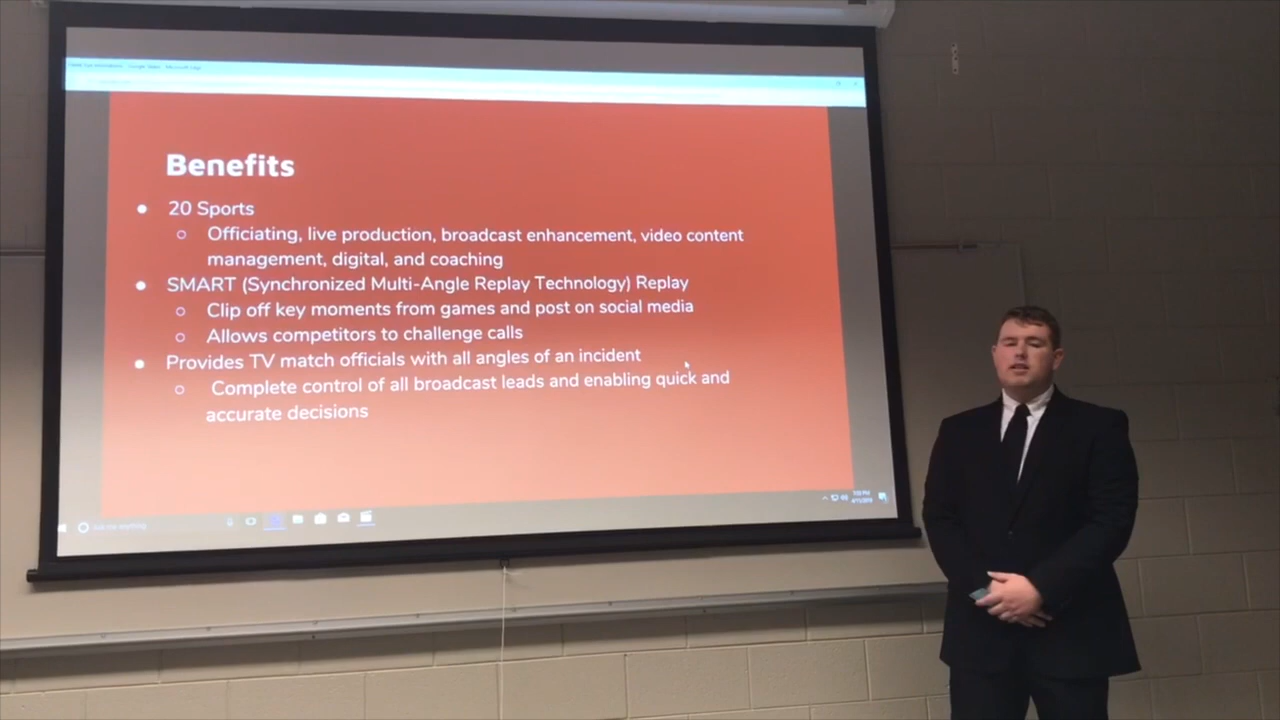 Benefits
20 Sports
Officiating, live production, broadcast enhancement, video content
management, digital, and coaching
SMART (Synchronized Multi-Angle Replay Technology) Replay
Clip off key moments from games and post on social media
Allows competitors to challenge calls
Provides TV match officials with all angles of an incident
Complete control of all broadcast leads and enabling quick and
accurate decisions
Ask me anything